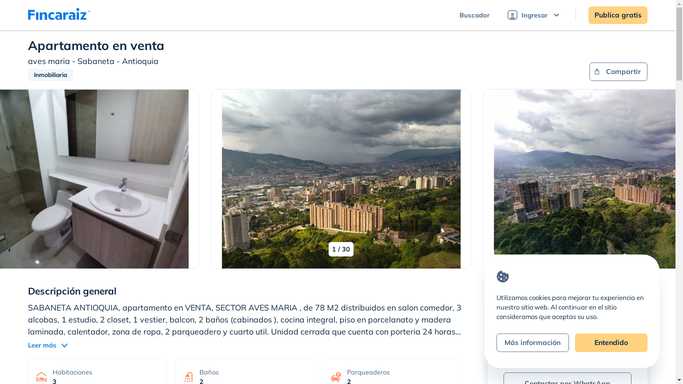 Fincaraiz
Buscador
Ingresar
Publica gratis
Apartamento en venta
aves maria - Sabaneta - Antioquia
Inmobiliaria
Compartir
1 / 30
Descripción general
SABANETA ANTIOQUIA, apartamento en VENTA, SECTOR AVES MARIA , de 78 M2 distribuidos en salon comedor, 3
alcobas, 1 estudio, 2 closet, 1 vestier, balcon, 2 baños (cabinados ), cocina integral, piso en porcelanato y madera
laminada, calentador, zona de ropa, 2 parqueadero y cuarto util. Unidad cerrada que cuenta con porteria 24 horas...
Leer más
Habitaciones
3
Baños
2
Parqueaderos
2
Utilizamos cookies para mejorar tu experiencia en
nuestro sitio web. Al continuar en el sitio
consideramos que aceptas su uso.
Más información
Entendido
Contactar por WhatsApp